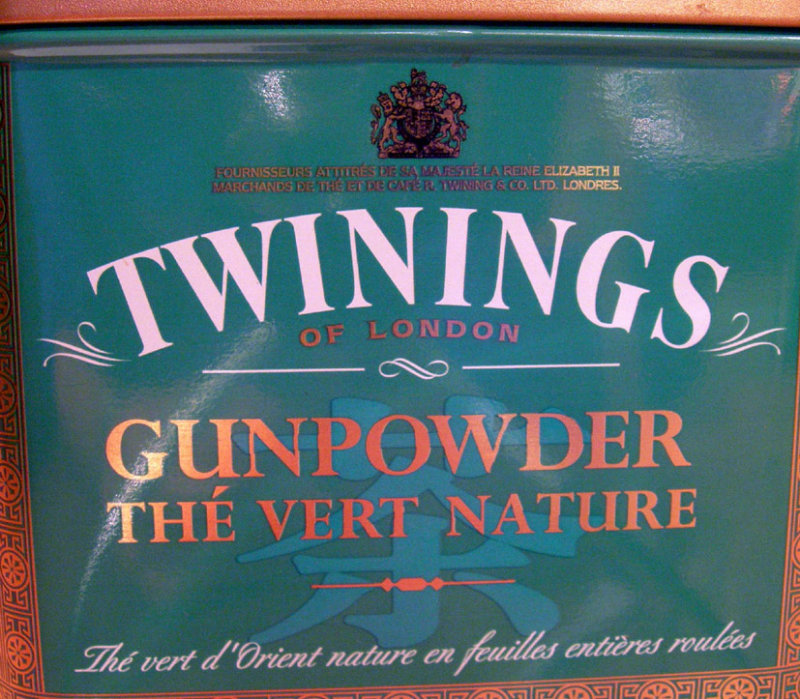 FOURNISSEURS ATTITRÉS DE SA MAJESTÉ LA REINE ELIZABETH II
MARCHANDS DE THÉ ET DE CAFÉ R. TWINING & CO. LTD. LONDRES.
TWININGS
OF LONDON
茶
GUNPOWDER
THÉ VERT NATURE
Thé vert d'Orient nature en feuilles entières roulées